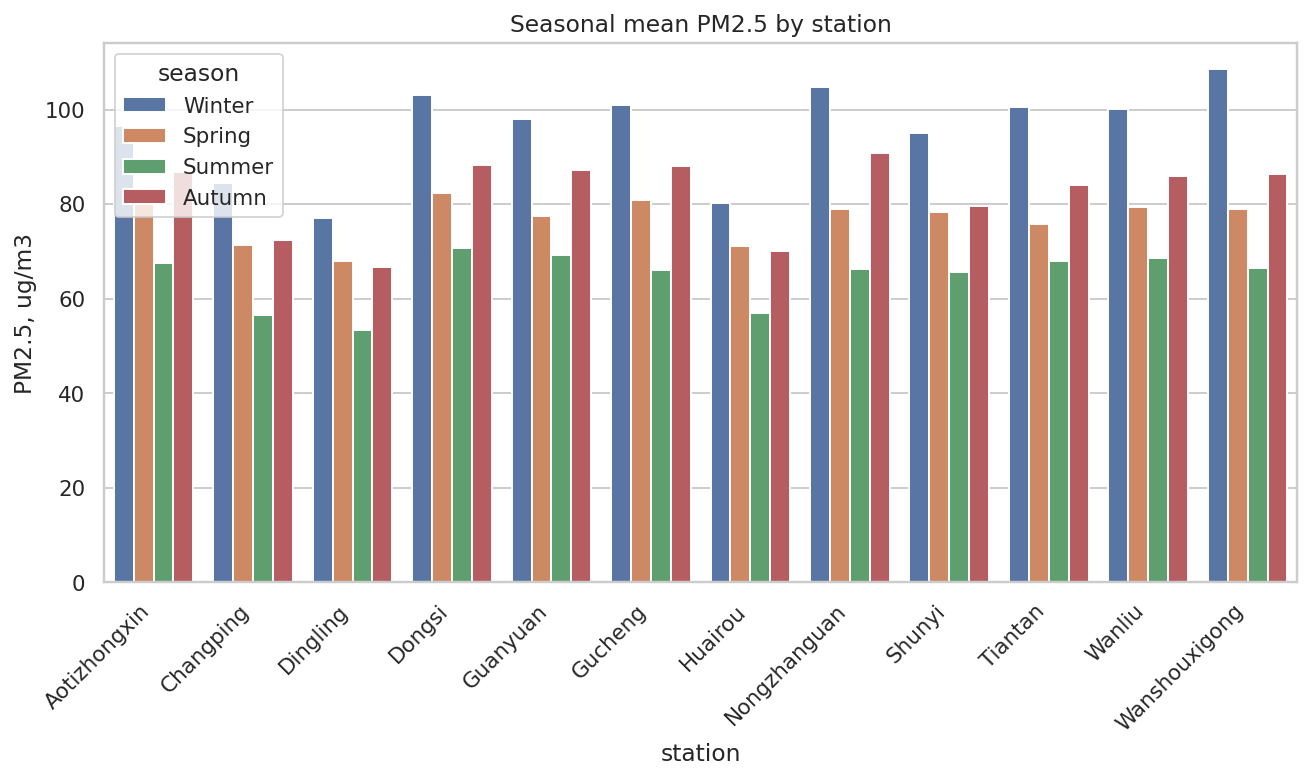 Seasonal mean PM2.5 by station
season
Winter
Spring
Summer
Autumn
PM2.5, ug/m3
100
80
60
40
20
0
Aotizhongxin
Changping
Dingling
Dongsi
Guanyuan
Gucheng
Huairou
Nongzhanguan
Shunyi
Tiantan
Wanliu
Wanshouxigong
station